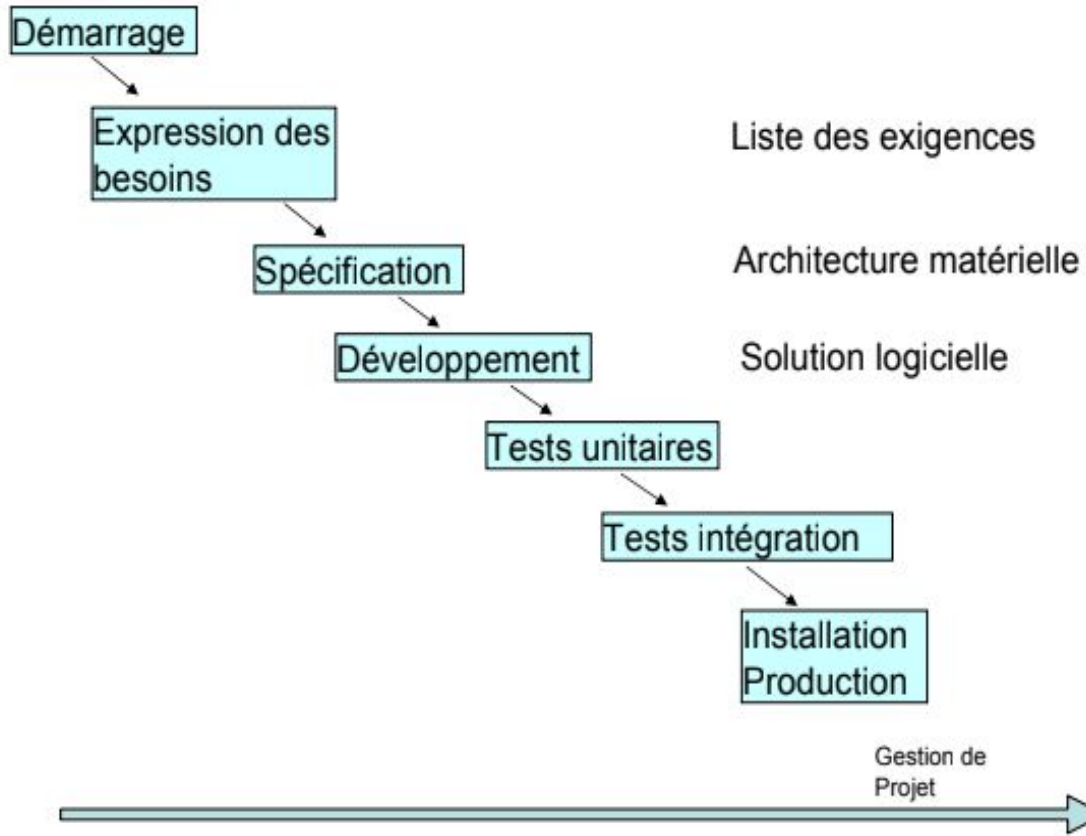 Démarrage
Expression des
besoins
Liste des exigences
Spécification
Architecture matérielle
Développement
Solution logicielle
Tests unitaires
Tests intégration
Installation
Production
Gestion de
Projet